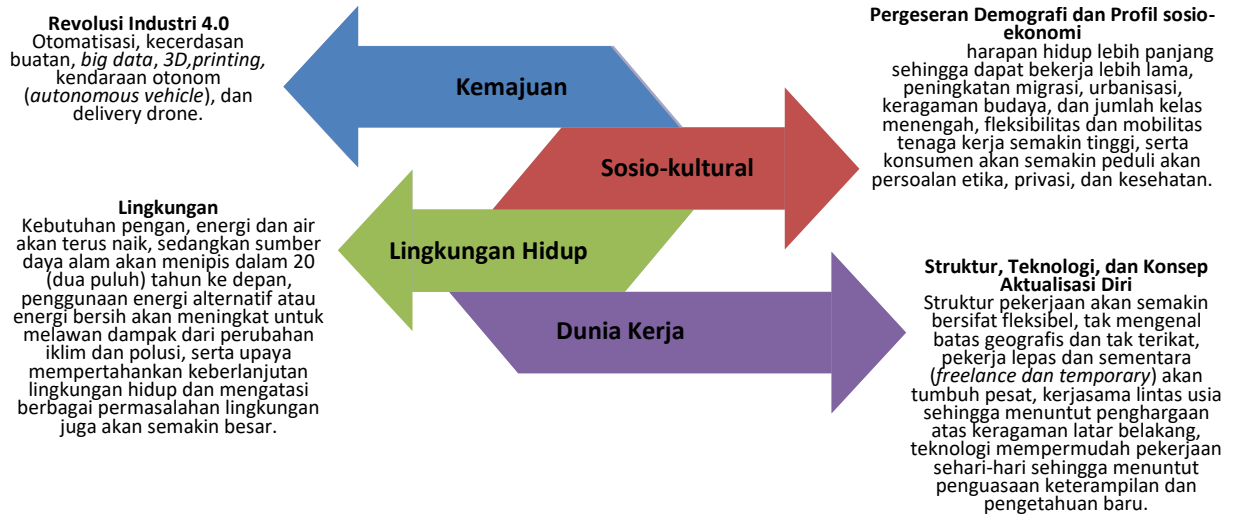 Revolusi Industri 4.0
Otomatisasi, kecerdasan
buatan, big data, 3D,printing,
kendaraan otonom
(autonomous vehicle), dan
delivery drone.
Kemajuan
Pergeseran Demografi dan Profil sosio-
ekonomi
harapan hidup lebih panjang
sehingga dapat bekerja lebih lama,
peningkatan migrasi, urbanisasi,
keragaman budaya, dan jumlah kelas
menengah, fleksibilitas dan mobilitas
tenaga kerja semakin tinggi, serta
konsumen akan semakin peduli akan
persoalan etika, privasi, dan kesehatan.
Sosio-kultural
Lingkungan
Kebutuhan pengan, energi dan air
akan terus naik, sedangkan sumber
daya alam akan menipis dalam 20
(dua puluh) tahun ke depan,
penggunaan energi alternatif atau
energi bersih akan meningkat untuk
melawan dampak dari perubahan
iklim dan polusi, serta upaya
mempertahankan keberlanjutan
lingkungan hidup dan mengatasi
berbagai permasalahan lingkungan
juga akan semakin besar.
Lingkungan Hidup
Struktur, Teknologi, dan Konsep
Aktualisasi Diri
Struktur pekerjaan akan semakin
bersifat fleksibel, tak mengenal
batas geografis dan tak terikat,
pekerja lepas dan sementara
(freelance dan temporary) akan
tumbuh pesat, kerjasama lintas usia
sehingga menuntut penghargaan
atas keragaman latar belakang,
teknologi mempermudah pekerjaan
sehari-hari sehingga menuntut
penguasaan keterampilan dan
pengetahuan baru.
Dunia Kerja